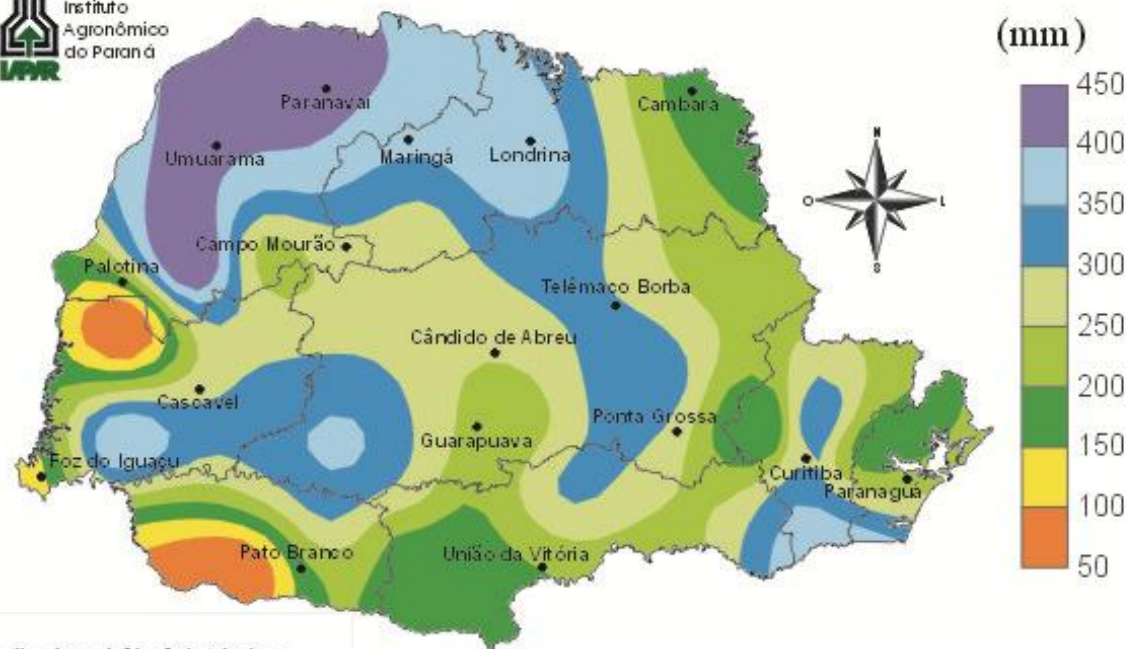 Instituto
Agronômico
do Paraná
IAPAR
(mm)
450
400
350
300
250
200
150
100
50
N
O
L
S
Paranavaí
Cambará
Umuarama
Maringá
Londrina
Campo Mourão
Palotina
Telêmaco Borba
Cândido de Abreu
Cascavel
Ponta Grossa
Guarapuava
Foz do Iguaçu
Curitiba
Paranaguá
Pato Branco
União da Vitória